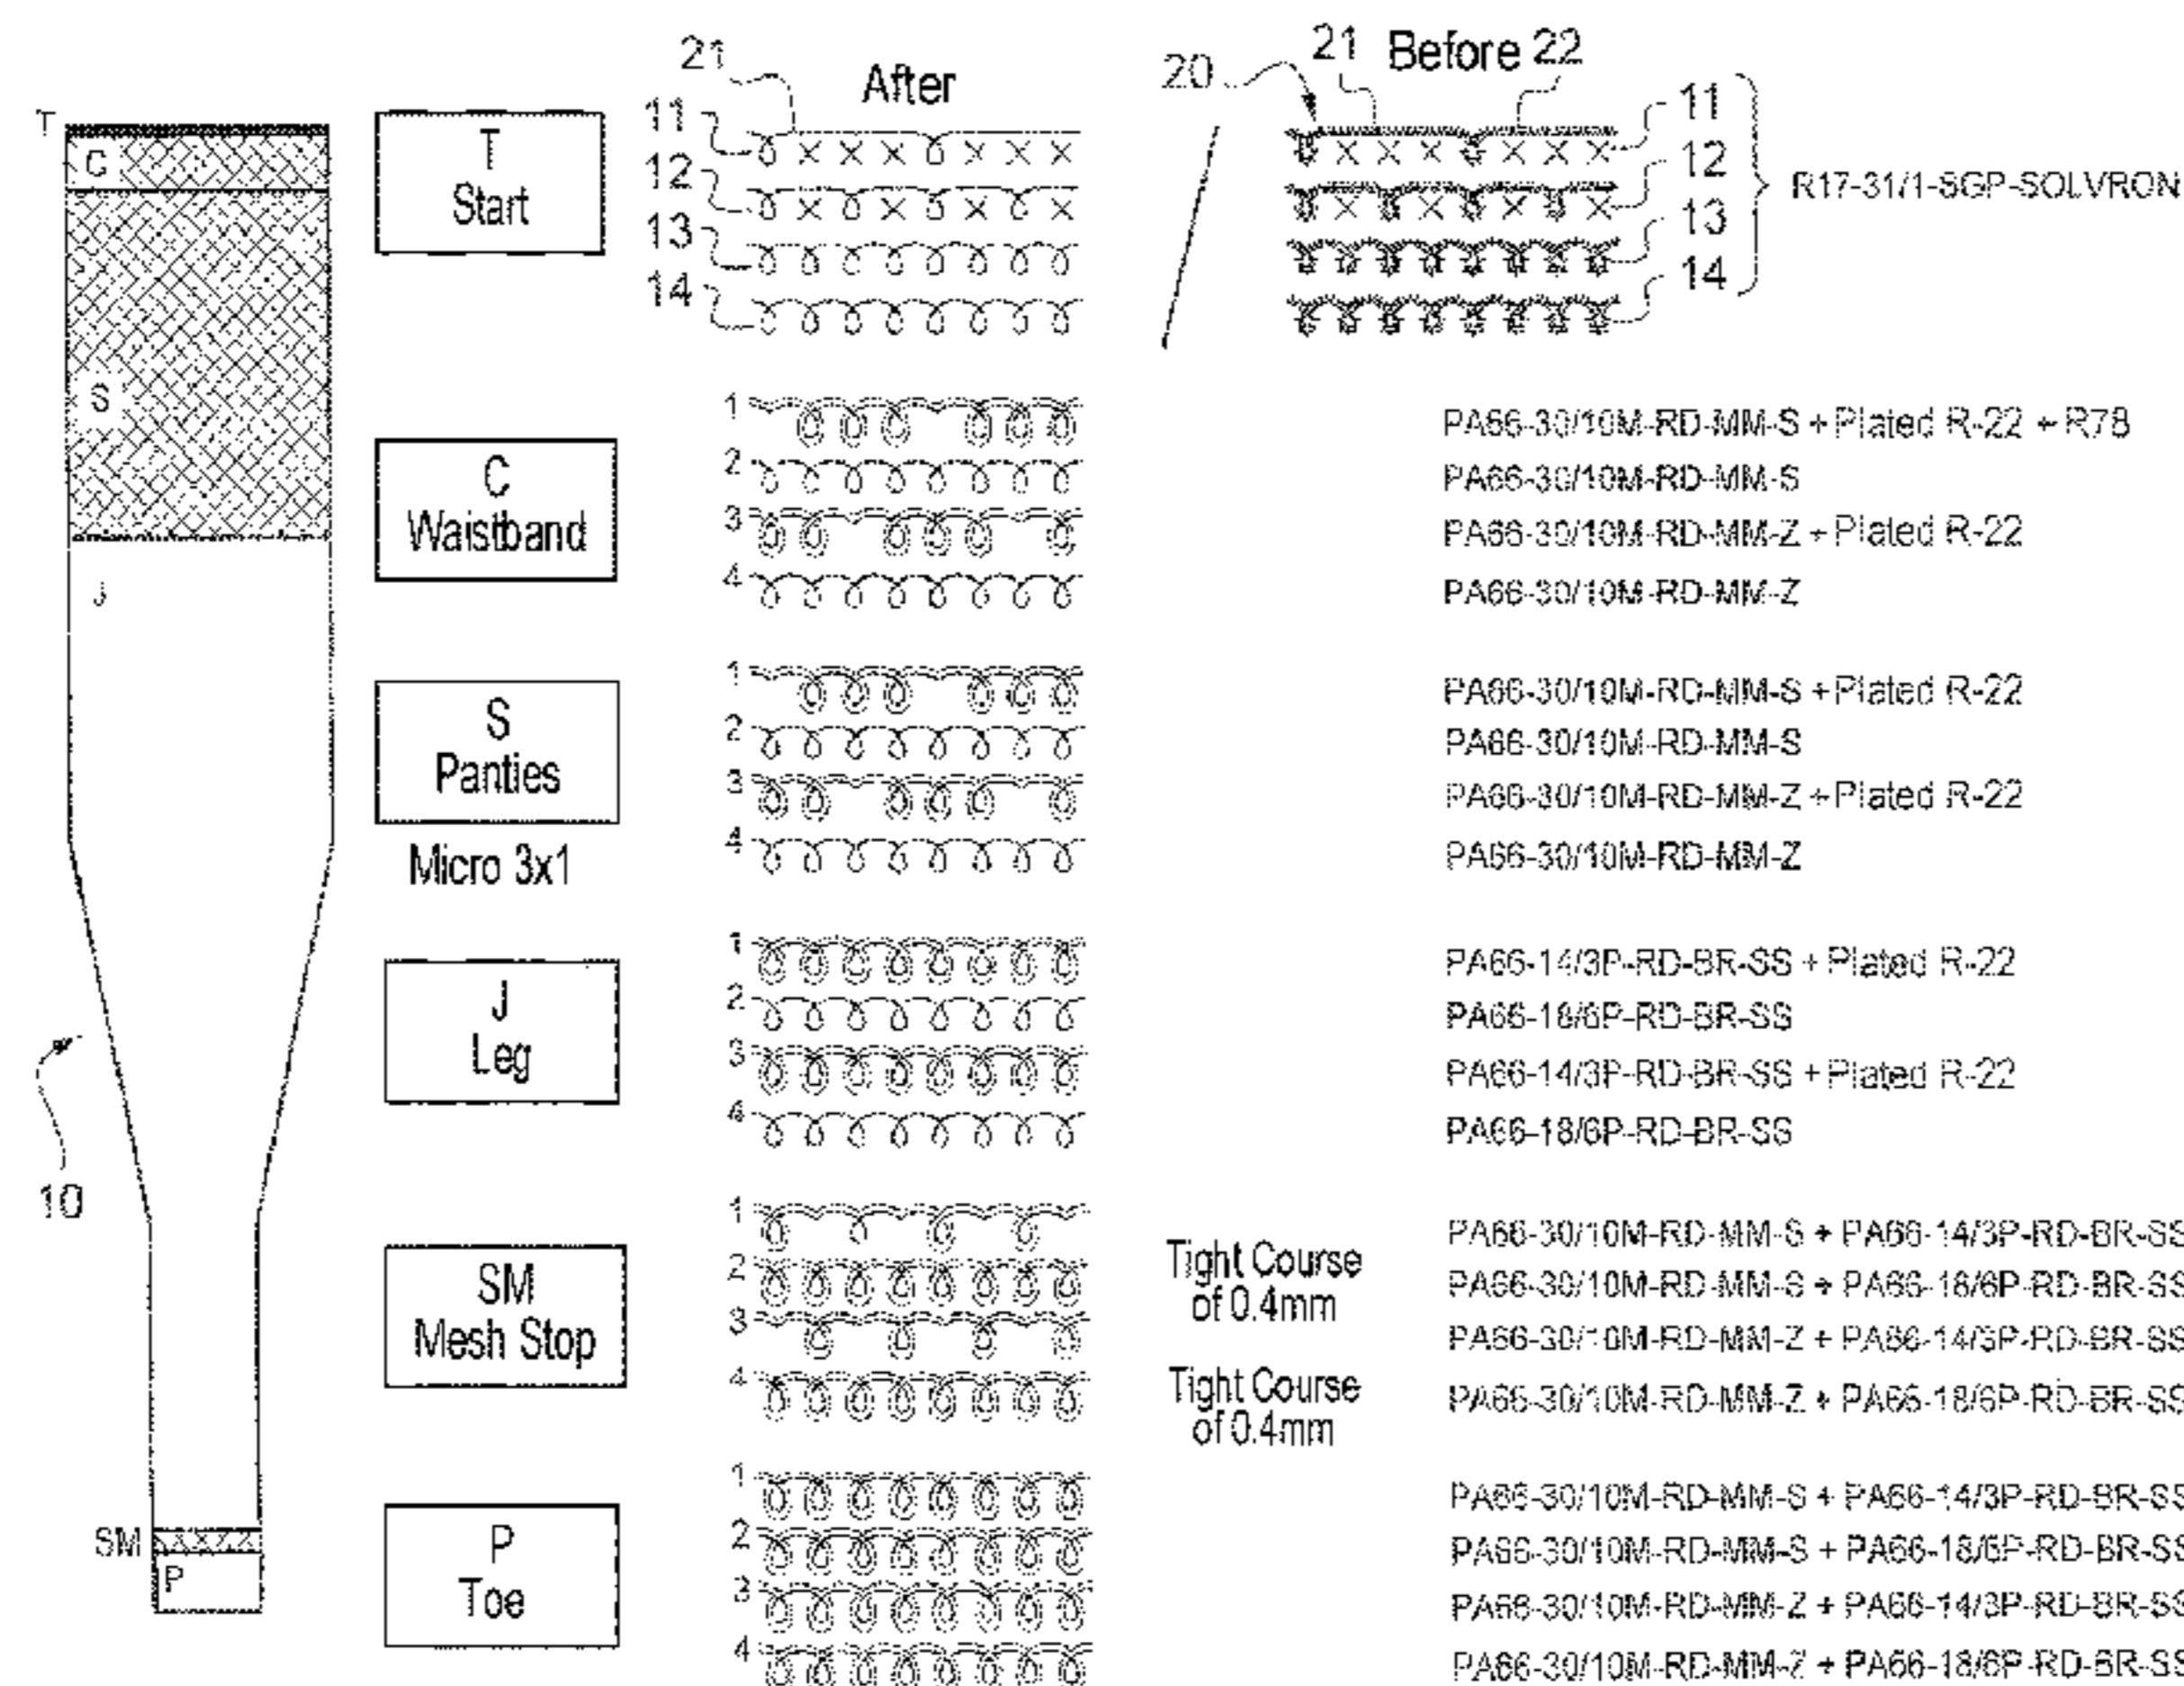 21
After
20
21
Before
22
T
C
S
J
10
SM
P
T
Start
11
12
13
14
11
12
13
14
R17-31/1-SGP-SOLVRON
C
Waistband
1
2
3
4
PA66-30/10M-RD-MM-S + Plated R-22 + R78
PA66-30/10M-RD-MM-S
PA66-30/10M-RD-MM-Z + Plated R-22
PA66-30/10M-RD-MM-Z
S
Panties
Micro 3x1
1
2
3
4
PA66-30/10M-RD-MM-S + Plated R-22
PA66-30/10M-RD-MM-S
PA66-30/10M-RD-MM-Z + Plated R-22
PA66-30/10M-RD-MM-Z
J
Leg
1
2
3
4
PA66-14/3P-RD-BR-SS + Plated R-22
PA66-18/6P-RD-BR-SS
PA66-14/3P-RD-BR-SS + Plated R-22
PA66-18/6P-RD-BR-SS
SM
Mesh Stop
1
2
3
4
Tight Course
of 0.4mm
Tight Course
of 0.4mm
PA66-30/10M-RD-MM-S + PA66-14/3P-RD-BR-SS
PA66-30/10M-RD-MM-S + PA66-18/6P-RD-BR-SS
PA66-30/10M-RD-MM-Z + PA66-14/3P-RD-BR-SS
PA66-30/10M-RD-MM-Z + PA66-18/6P-RD-BR-SS
P
Toe
1
2
3
4
PA66-30/10M-RD-MM-S + PA66-14/3P-RD-BR-SS
PA66-30/10M-RD-MM-S + PA66-18/6P-RD-BR-SS
PA66-30/10M-RD-MM-Z + PA66-14/3P-RD-BR-SS
PA66-30/10M-RD-MM-Z + PA66-18/6P-RD-BR-SS